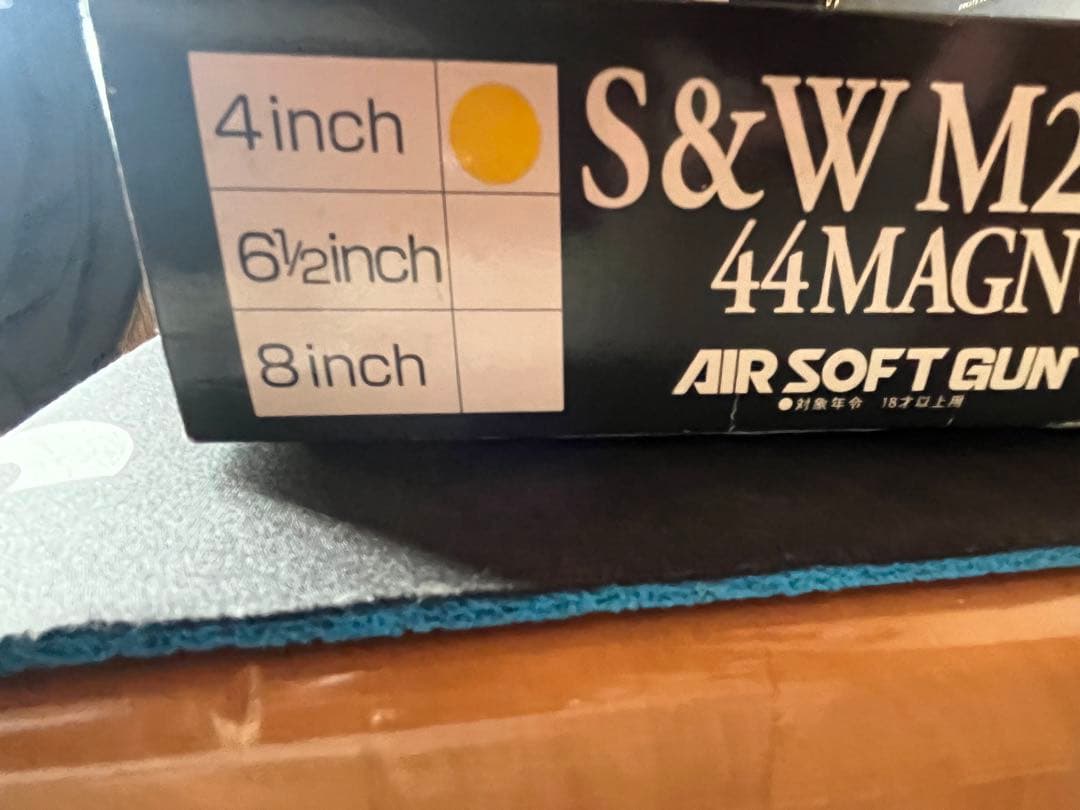 4inch
6½inch
8inch
S&W M2
44MAGN
AIR SOFT GUN
●対象年令 18才以上用